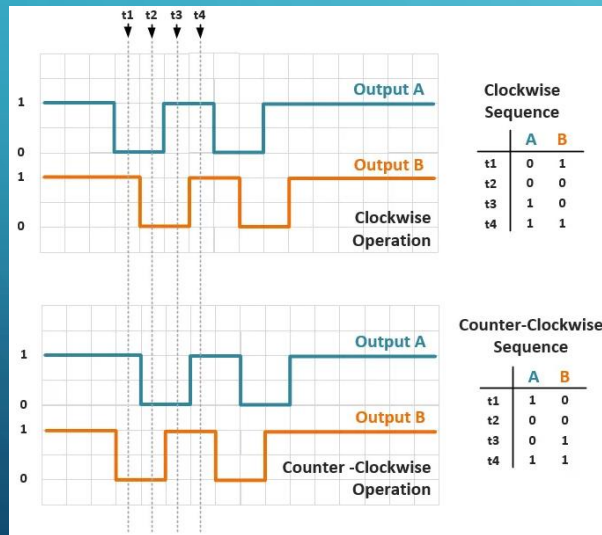 t1 t2 t3 t4
Output A
1
0
Output B
1
0
Clockwise
Operation
Clockwise
Sequence
A B
t1 0 1
t2 0 0
t3 1 0
t4 1 1
Output A
1
0
Output B
1
0
Counter -Clockwise
Operation
Counter-Clockwise
Sequence
A B
t1 1 0
t2 0 0
t3 0 1
t4 1 1